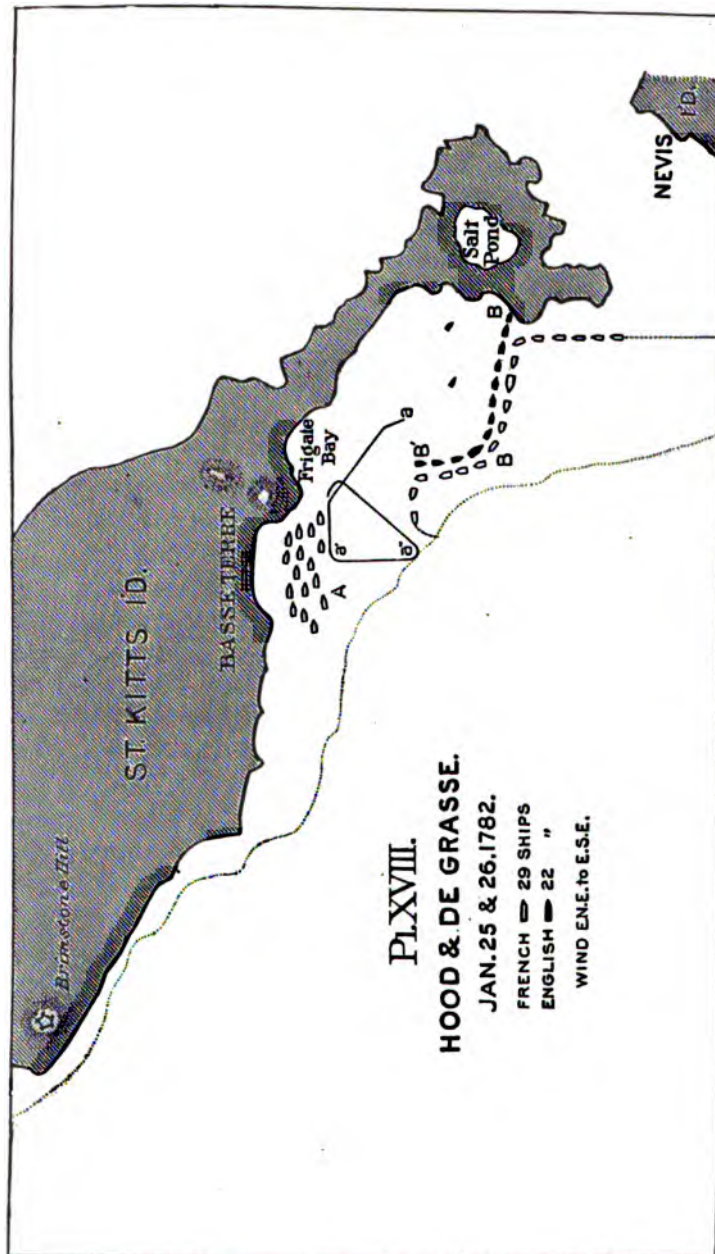 Brimstone Hill
ST. KITTS ID.
BASSE TERRE
Frigate
Bay
Salt
Pond
NEVIS
I'D.
A
a
a'
a"
B
B'
B
Pl. XVIII.
HOOD & DE GRASSE.
JAN. 25 & 26. 1782.
FRENCH 29 SHIPS
ENGLISH 22 "
WIND E.N.E. to E.S.E.